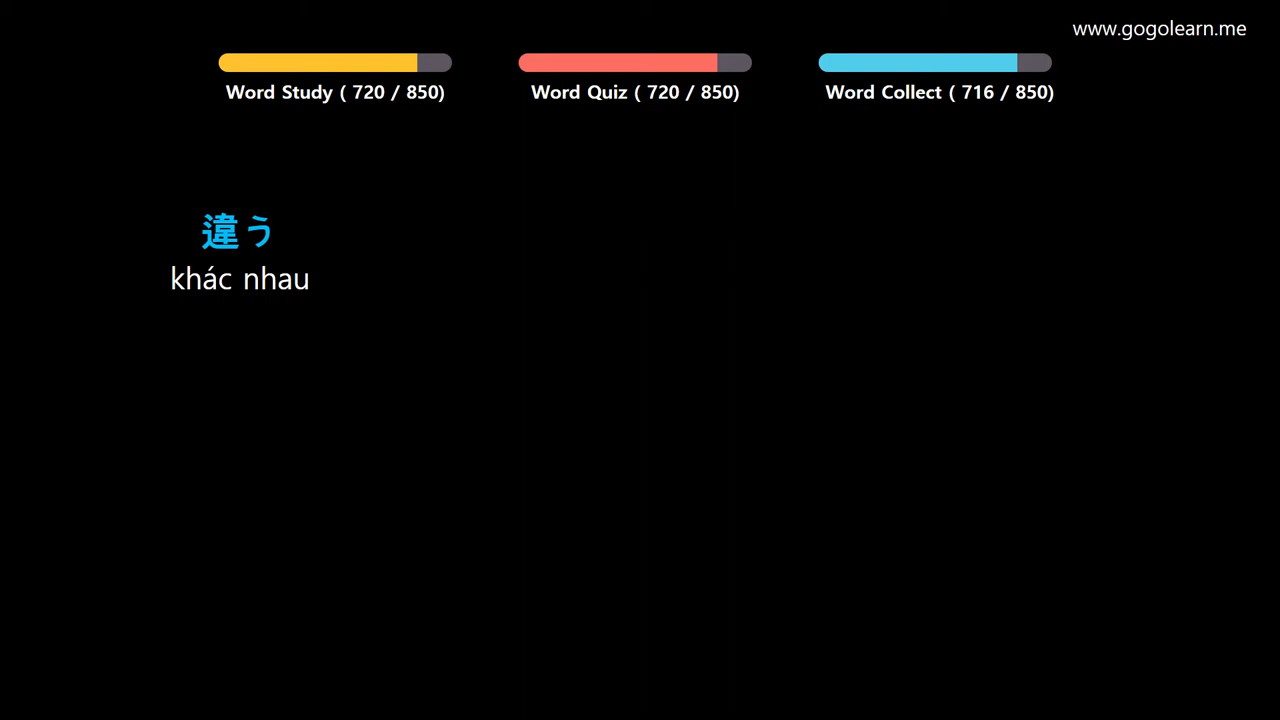 www.gogolearn.me
Word Study ( 720 / 850)
Word Quiz ( 720 / 850)
Word Collect ( 716 / 850)
違う
khác nhau